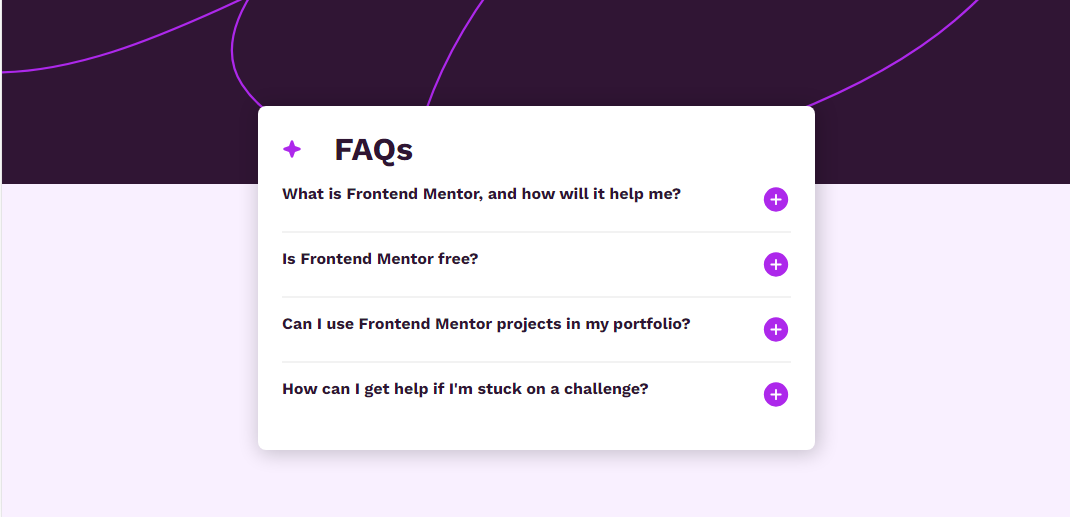 FAQs
What is Frontend Mentor, and how will it help me?
Is Frontend Mentor free?
Can I use Frontend Mentor projects in my portfolio?
How can I get help if I'm stuck on a challenge?